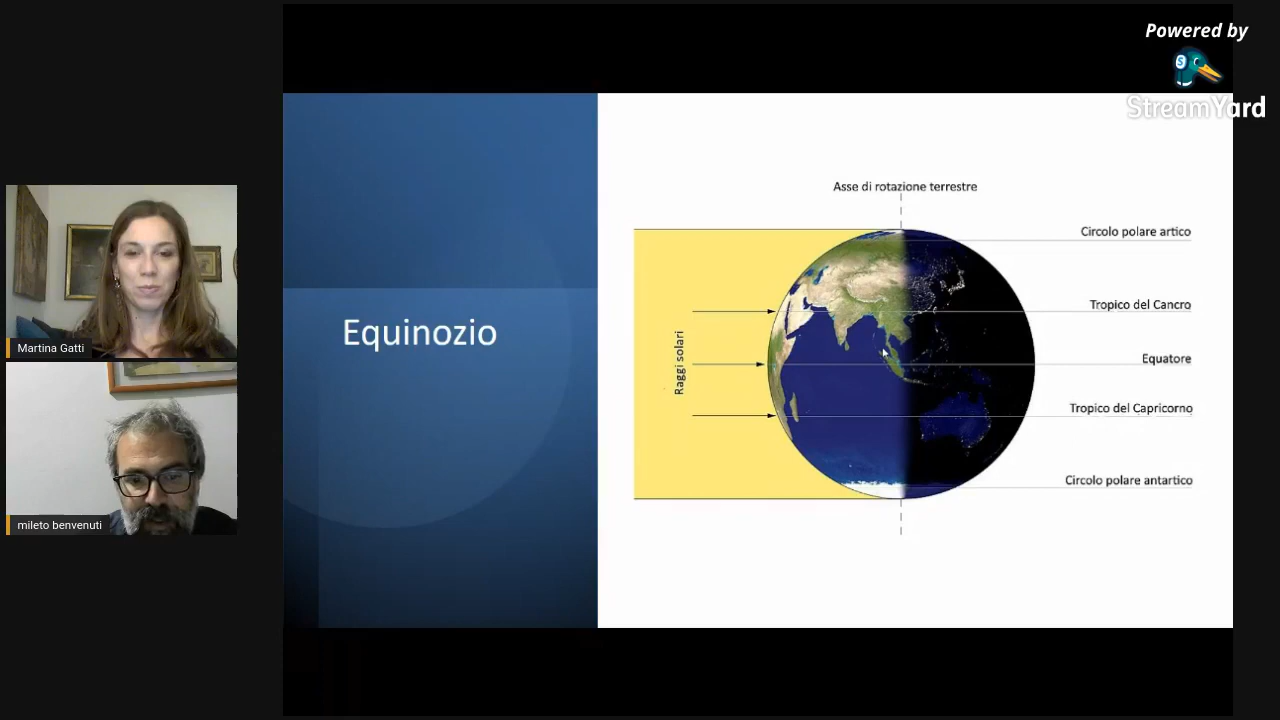 Powered by
StreamYard
Martina Gatti
mileto benvenuti
Equinozio
Asse di rotazione terrestre
Circolo polare artico
Tropico del Cancro
Raggi solari
Equatore
Tropico del Capricorno
Circolo polare antartico